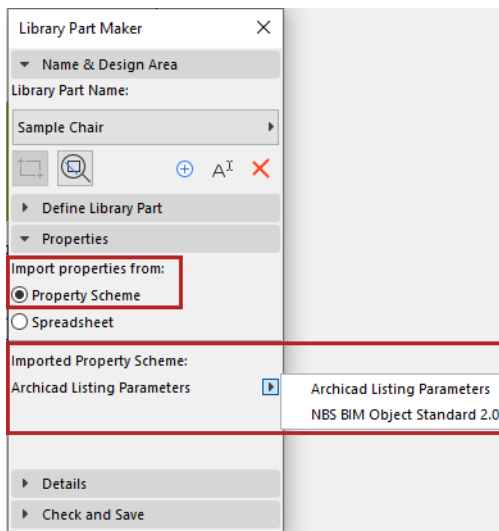 Library Part Maker
Name & Design Area
Library Part Name:
Sample Chair
Define Library Part
Properties
Import properties from:
Property Scheme
Spreadsheet
Imported Property Scheme:
Archicad Listing Parameters
Archicad Listing Parameters
NBS BIM Object Standard 2.0
Details
Check and Save